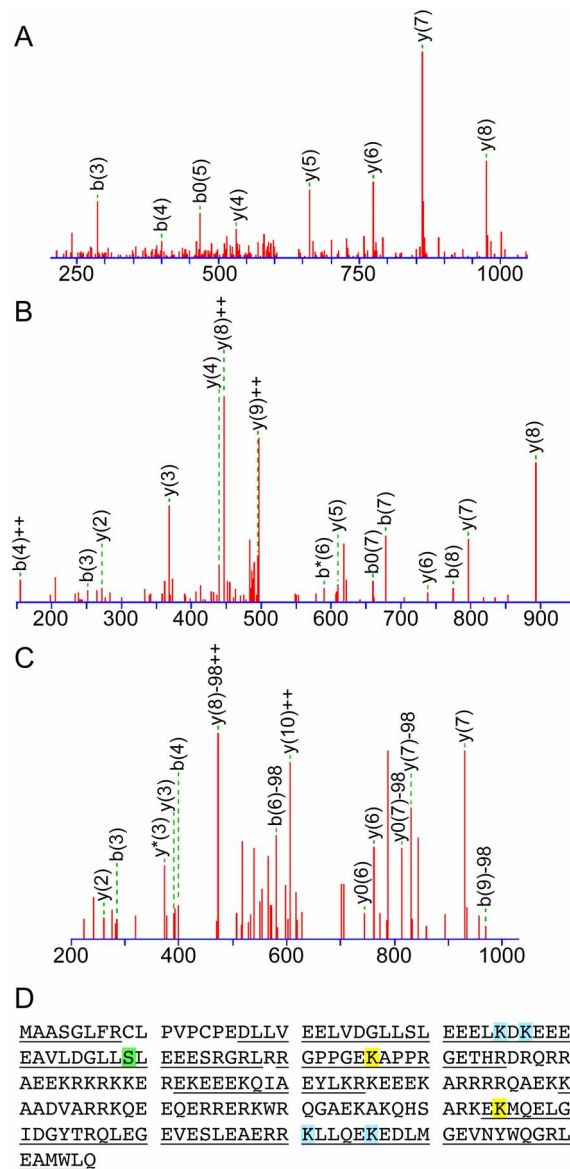 A
b(3)
b(4)
b0(5)
y(4)
y(5)
y(6)
y(7)
y(8)
250 500 750 1000
B
b(4)++
b(3)
y(2)
y(3)
y(4)
y(8)++
y(9)++
b*(6)
y(5)
b0(7)
b(7)
y(6)
b(8)
y(7)
y(8)
200 300 400 500 600 700 800 900
C
y(2)
b(3)
y*(3)
y(3)
b(4)
y(8)-98++
b(6)-98
y(10)++
y0(6)
y(6)
y0(7)-98
y(7)-98
y(7)
b(9)-98
200 400 600 800 1000
D
MAASGLFRCL PVPCPEDLLV EELVDGLLSL EEELKDKEEE
EAVLDGLLSL EEESRGRLRR GPPGEKAPPR GETHRDRQRR
AEEKRKRKKE REKEEEKQIA EYLKRKEEEK ARRRRQAEKK
AADVARRKQE EQERRERKWR QGAEKAKQHS ARKEKMQELG
IDGYTRQLEG EVESLEAERR KLLQEKEDLM GEVNYWQGRL
EAMWLQ